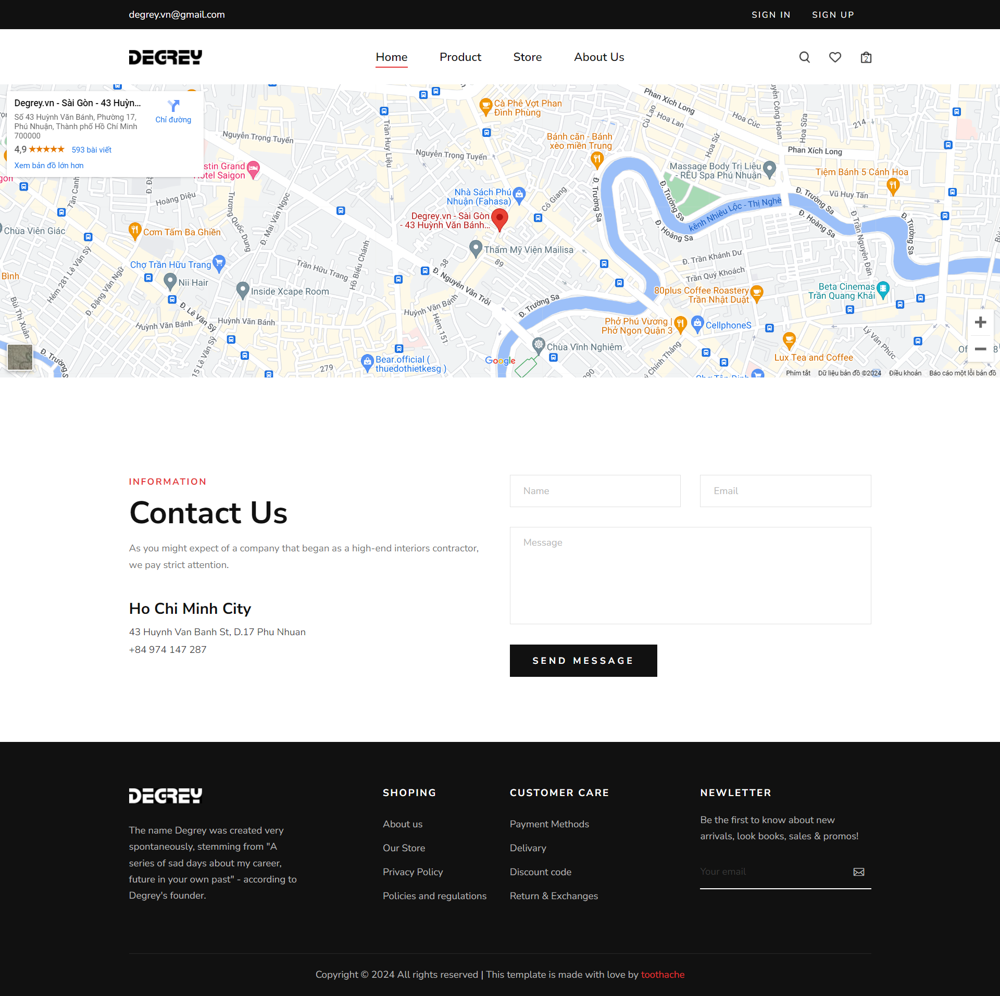 degrey.vn@gmail.com
SIGN IN
SIGN UP
DEGREY
Home
Product
Store
About Us
2
Degrey.vn - Sài Gòn - 43 Huỳn...
Số 43 Huỳnh Văn Bánh, Phường 17,
Phú Nhuận, Thành phố Hồ Chí Minh
700000
Chỉ đường
4,9
593 bài viết
Xem bản đồ lớn hơn
Cà Phê Vợt Phan
Đình Phùng
Phan Xích Long
Cù Lao
Hoa Lan
Hoa Cúc
Hoa Sứ
Hoa Sữa
214
Phan Xích Long
Trần Huy Liệu
Nguyễn Trọng Tuyển
Nguyễn Trọng Tuyển
Bánh căn - Bánh
xèo miền Trung
stin Grand
Hotel Saigon
Massage Body Trị Liệu
- RÊU Spa Phú Nhuận
Tiệm Bánh 5 Cánh Hoa
Vũ Huy Tấn
Hoàng Diệu
Trương Quốc Dung
Đ. Mai Văn Ngọc
Nhà Sách Phú
Nhuận (Fahasa)
Cô Giang
Degrey.vn - Sài Gòn
- 43 Huỳnh Văn Bánh...
Đ. Trường Sa
Đ. Trường Sa
kênh Nhiêu Lộc - Thị Nghè
Đ. Hoàng Sa
Đ. Trường Sa
Đ. Hoàng Sa
Đ. Trần Nguyên Đán
Đ. Trường Sa
Chùa Viên Giác
Cơm Tấm Ba Ghiền
Thẩm Mỹ Viện Mailisa
Hẻm 281 Lê Văn Sỹ
Đ. Đặng Văn Ngữ
Chợ Trần Hữu Trang
Trần Hữu Trang
Hồ Biểu Chánh
38
89
Đ. Trần Khánh Dư
Trần Quý Khoách
Bình
Nii Hair
Inside Xcape Room
Đ. Nguyễn Văn Trỗi
80plus Coffee Roastery
Trần Nhật Duật
Beta Cinemas
Trần Quang Khải
Bùi Thị Xuân
Đ. Lê Văn Sỹ
Huỳnh Văn Bánh
Huỳnh Văn Bánh
Huỳnh Văn Bánh
Hẻm 151
Đ. Trường Sa
Phở Phú Vương |
Phở Ngon Quận 3
CellphoneS
Lý Văn Phức
Chùa Vĩnh Nghiêm
Lux Tea and Coffee
Đ. Trường S
15 Lê Văn Sỹ
279
Bear.official (
thuedothietkesg )
Google
290
Phím tắt
Dữ liệu bản đồ ©2024
Điều khoản
Báo cáo một lỗi bản đồ
INFORMATION
Contact Us
As you might expect of a company that began as a high-end interiors contractor,
we pay strict attention.
Ho Chi Minh City
43 Huynh Van Banh St, D.17 Phu Nhuan
+84 974 147 287
Name
Email
Message
SEND MESSAGE
DEGREY
The name Degrey was created very
spontaneously, stemming from "A
series of sad days about my career,
future in your own past" - according to
Degrey's founder.
SHOPING
About us
Our Store
Privacy Policy
Policies and regulations
CUSTOMER CARE
Payment Methods
Delivary
Discount code
Return & Exchanges
NEWLETTER
Be the first to know about new
arrivals, look books, sales & promos!
Your email
Copyright © 2024 All rights reserved | This template is made with love by toothache